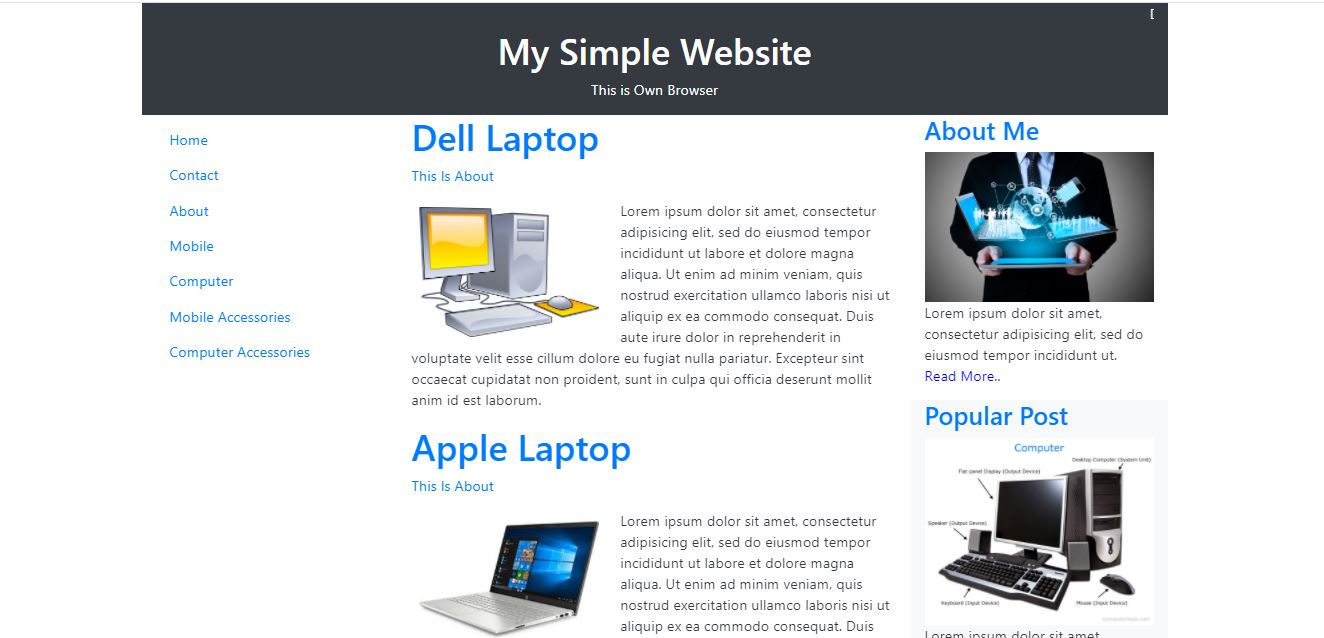 My Simple Website
This is Own Browser
Home
Contact
About
Mobile
Computer
Mobile Accessories
Computer Accessories
Dell Laptop
This Is About
Lorem ipsum dolor sit amet, consectetur
adipisicing elit, sed do eiusmod tempor
incididunt ut labore et dolore magna
aliqua. Ut enim ad minim veniam, quis
nostrud exercitation ullamco laboris nisi ut
aliquip ex ea commodo consequat. Duis
aute irure dolor in reprehenderit in
voluptate velit esse cillum dolore eu fugiat nulla pariatur. Excepteur sint
occaecat cupidatat non proident, sunt in culpa qui officia deserunt mollit
anim id est laborum.
Apple Laptop
This Is About
Lorem ipsum dolor sit amet, consectetur
adipisicing elit, sed do eiusmod tempor
incididunt ut labore et dolore magna
aliqua. Ut enim ad minim veniam, quis
nostrud exercitation ullamco laboris nisi ut
aliquip ex ea commodo consequat. Duis
About Me
Lorem ipsum dolor sit amet,
consectetur adipisicing elit, sed do
eiusmod tempor incididunt ut.
Read More..
Popular Post
Computer
Desktop Computer (System Unit)
Flat-panel Display (Output Device)
Speaker (Output Device)
Keyboard (Input Device)
Mouse (Input Device)
ComputerHope.com
Lorem ipsum dolor sit amet,